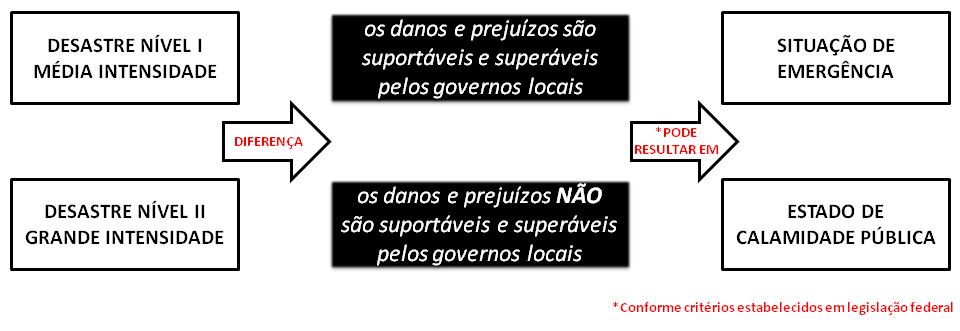 DESASTRE NÍVEL I
MÉDIA INTENSIDADE
os danos e prejuízos são
suportáveis e superáveis
pelos governos locais
SITUAÇÃO DE
EMERGÊNCIA
DIFERENÇA
*PODE
RESULTAR EM
DESASTRE NÍVEL II
GRANDE INTENSIDADE
os danos e prejuízos NÃO
são suportáveis e superáveis
pelos governos locais
ESTADO DE
CALAMIDADE PÚBLICA
*Conforme critérios estabelecidos em legislação federal